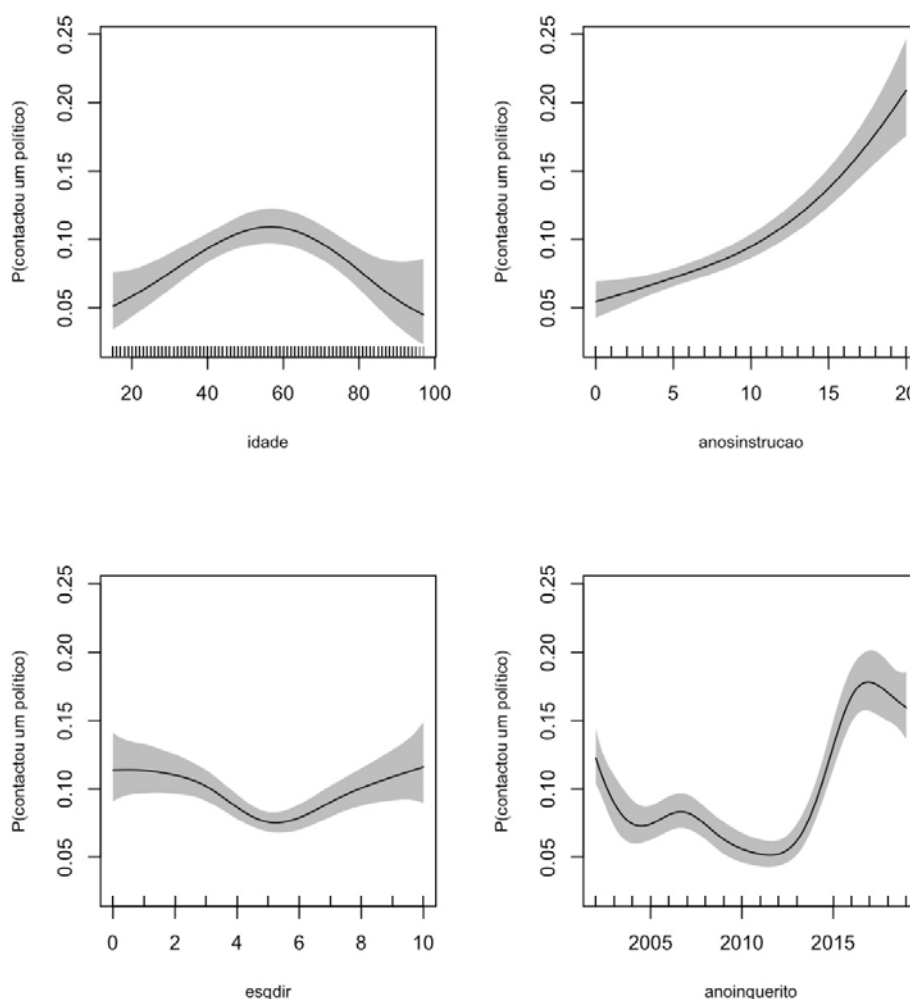 P(contactou um político)
0.05 0.10 0.15 0.20 0.25
20 40 60 80 100
idade
P(contactou um político)
0.05 0.10 0.15 0.20 0.25
0 5 10 15 20
anosinstrucao
P(contactou um político)
0.05 0.10 0.15 0.20 0.25
0 2 4 6 8 10
esqdir
P(contactou um político)
0.05 0.10 0.15 0.20 0.25
2005 2010 2015
anoinquerito